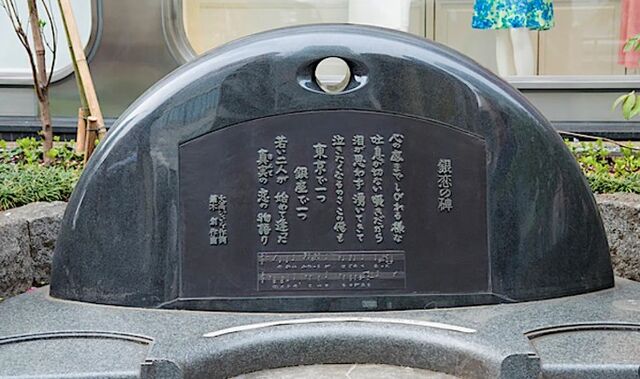 銀恋の碑
心の底までしびれる様な
吐息が切ない囁きだから
泪が思わず湧いてきて
泣きたくなるのさこの俺も
東京で一つ
銀座で一つ
若い二人が始めて逢った
真実の恋の物語り
作曲